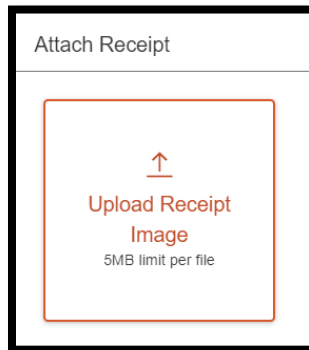 Attach Receipt
Upload Receipt
Image
5MB limit per file